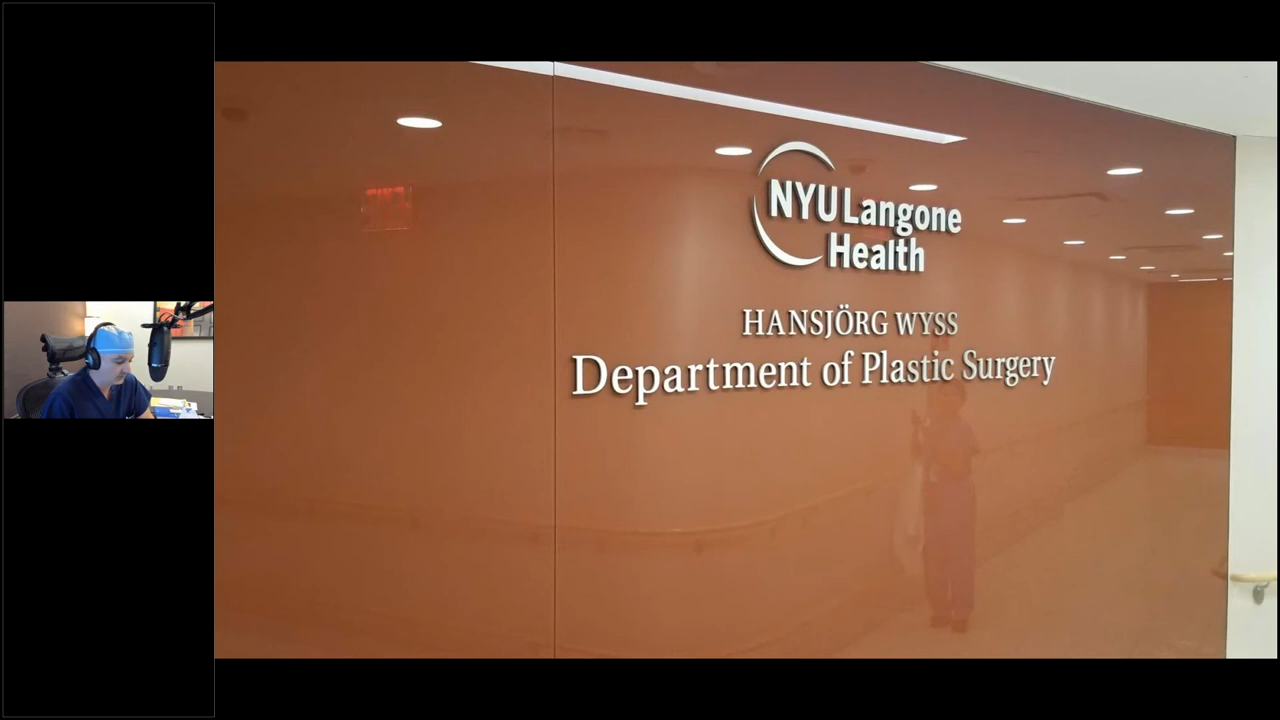 NYU Langone
Health
HANSJÖRG WYSS
Department of Plastic Surgery